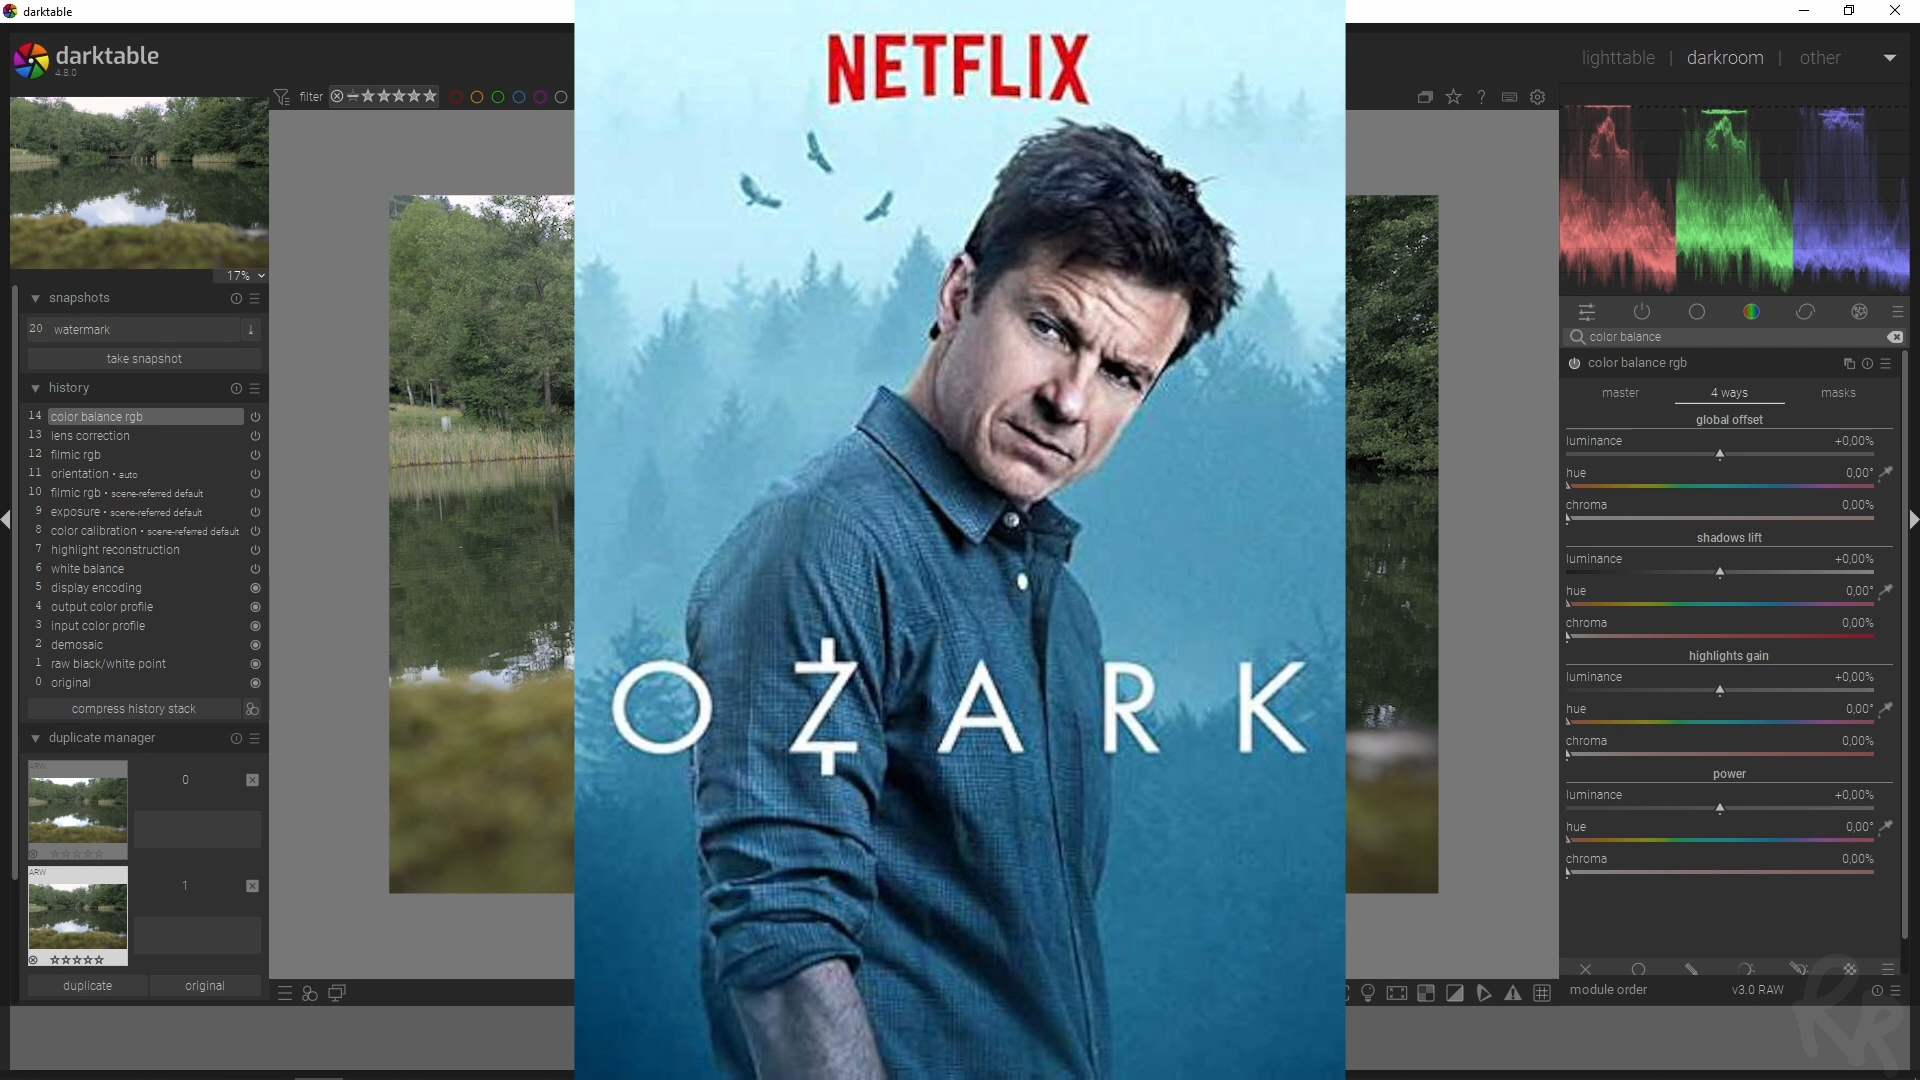 darktable
darktable
4.8.0
lighttable | darkroom | other
filter
NETFLIX
OZARK
17%
snapshots
20 watermark
take snapshot
history
14 color balance rgb
13 lens correction
12 filmic rgb
11 orientation • auto
10 filmic rgb • scene-referred default
9 exposure • scene-referred default
8 color calibration • scene-referred default
7 highlight reconstruction
6 white balance
5 display encoding
4 output color profile
3 input color profile
2 demosaic
1 raw black/white point
0 original
compress history stack
duplicate manager
ARW
0
ARW
1
duplicate original
color balance
color balance rgb
master 4 ways masks
global offset
luminance +0,00%
hue 0,00°
chroma 0,00%
shadows lift
luminance +0,00%
hue 0,00°
chroma 0,00%
highlights gain
luminance +0,00%
hue 0,00°
chroma 0,00%
power
luminance +0,00%
hue 0,00°
chroma 0,00%
module order v3.0 RAW
RR